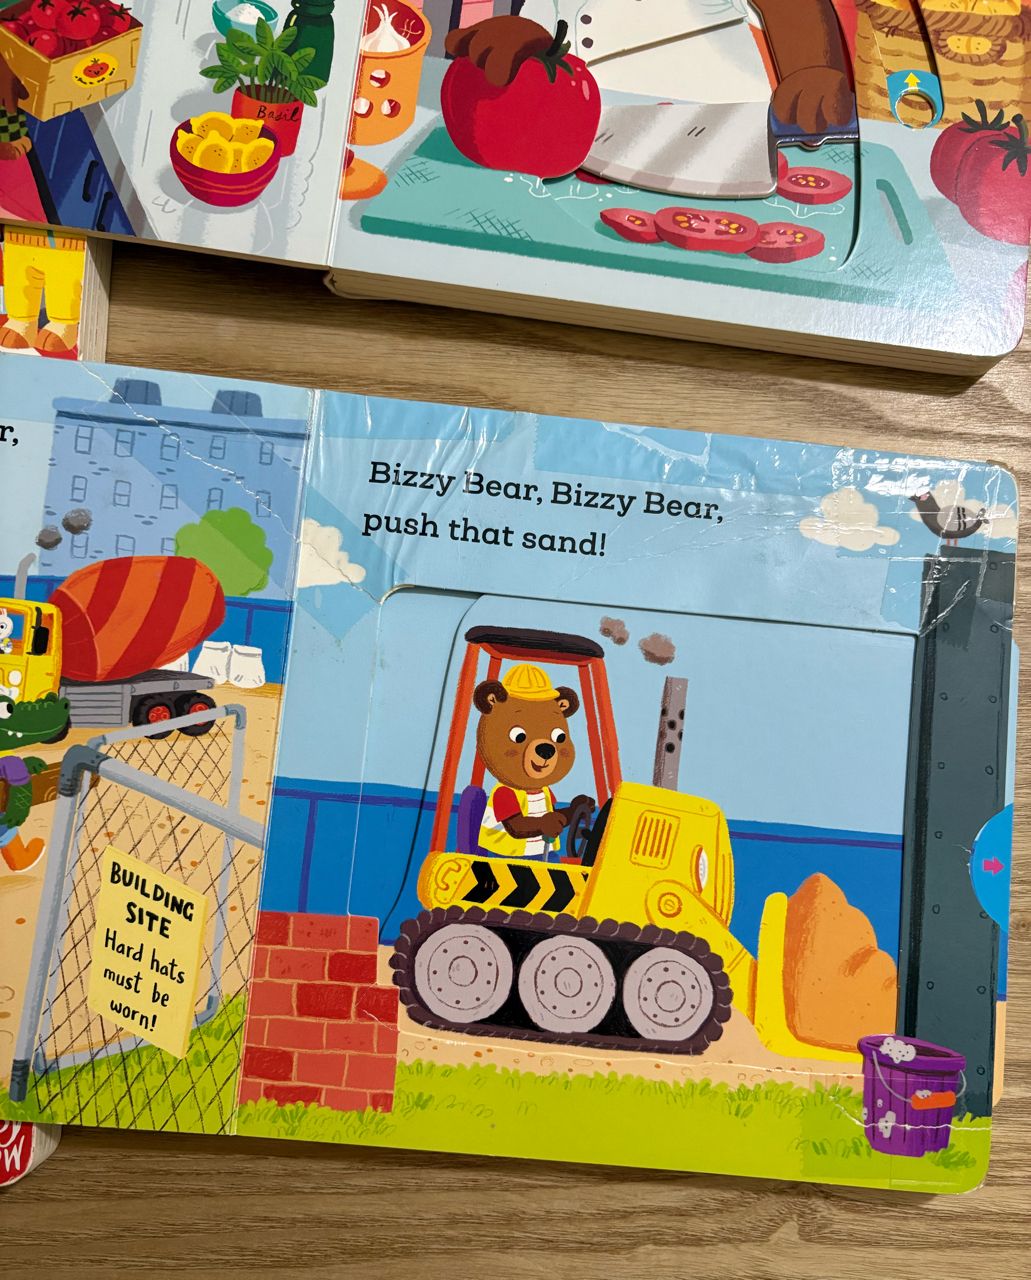 Basil
r,
Bizzy Bear, Bizzy Bear,
push that sand!
BUILDING
SITE
Hard hats
must be
worn!